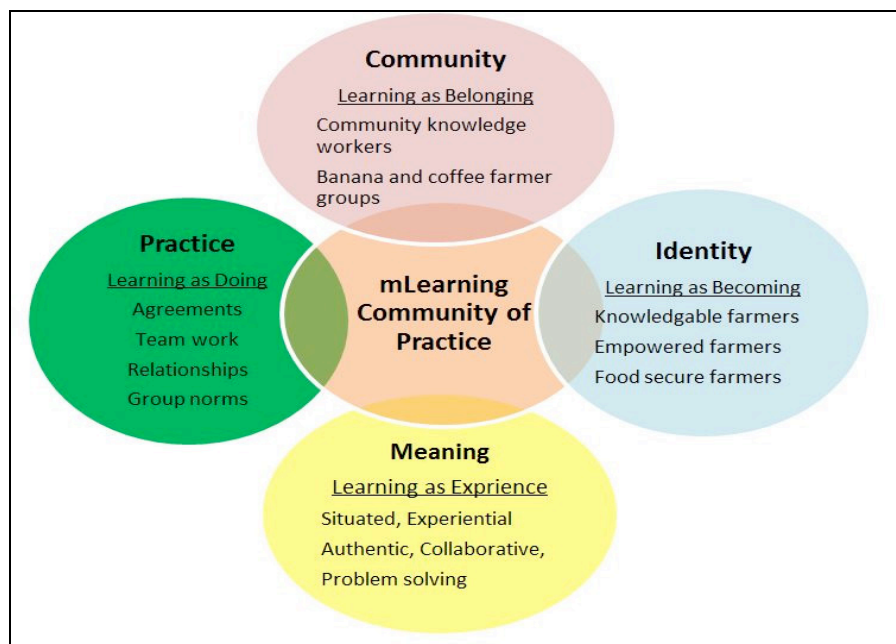 Community
Learning as Belonging
Community knowledge
workers
Banana and coffee farmer
groups
Practice
Learning as Doing
Agreements
Team work
Relationships
Group norms
mLearning
Community of
Practice
Identity
Learning as Becoming
Knowledgable farmers
Empowered farmers
Food secure farmers
Meaning
Learning as Exprience
Situated, Experiential
Authentic, Collaborative,
Problem solving